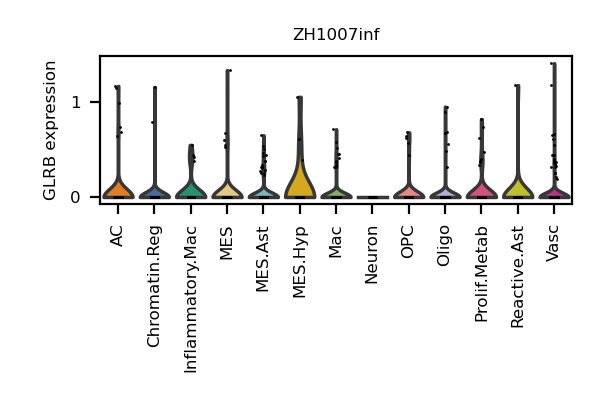 ZH1007inf
GLRB expression
1
0
AC
Chromatin.Reg
Inflammatory.Mac
MES
MES.Ast
MES.Hyp
Mac
Neuron
OPC
Oligo
Prolif.Metab
Reactive.Ast
Vasc